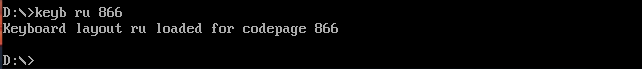 D:\>keyb ru 866
Keyboard layout ru loaded for codepage 866
D:\>